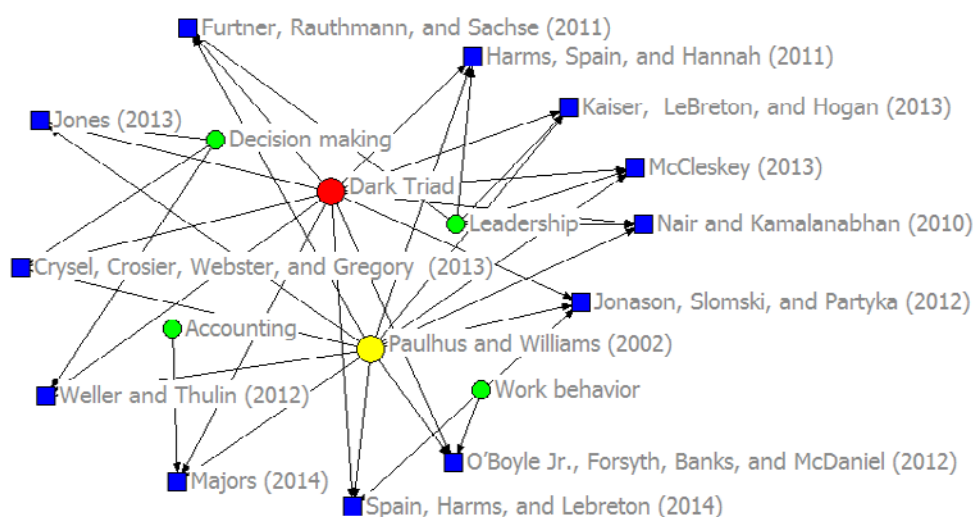 Furtner, Rauthmann, and Sachse (2011)
Harms, Spain, and Hannah (2011)
Kaiser, LeBreton, and Hogan (2013)
Jones (2013)
Decision making
McCleskey (2013)
Dark Triad
Leadership
Nair and Kamalanabhan (2010)
Crysel, Crosier, Webster, and Gregory (2013)
Jonason, Slomski, and Partyka (2012)
Accounting
Paulhus and Williams (2002)
Weller and Thulin (2012)
Work behavior
O'Boyle Jr., Forsyth, Banks, and McDaniel (2012)
Majors (2014)
Spain, Harms, and Lebreton (2014)